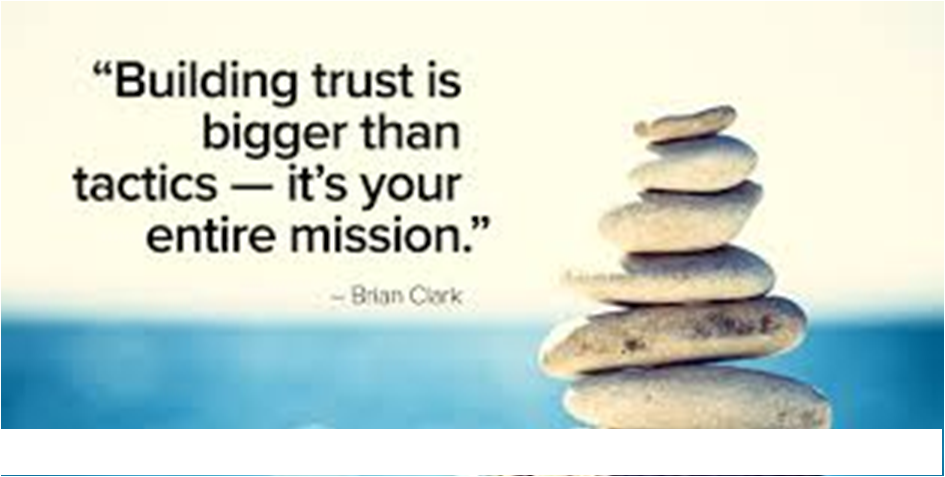 “Building trust is
bigger than
tactics — it’s your
entire mission.”
– Brian Clark